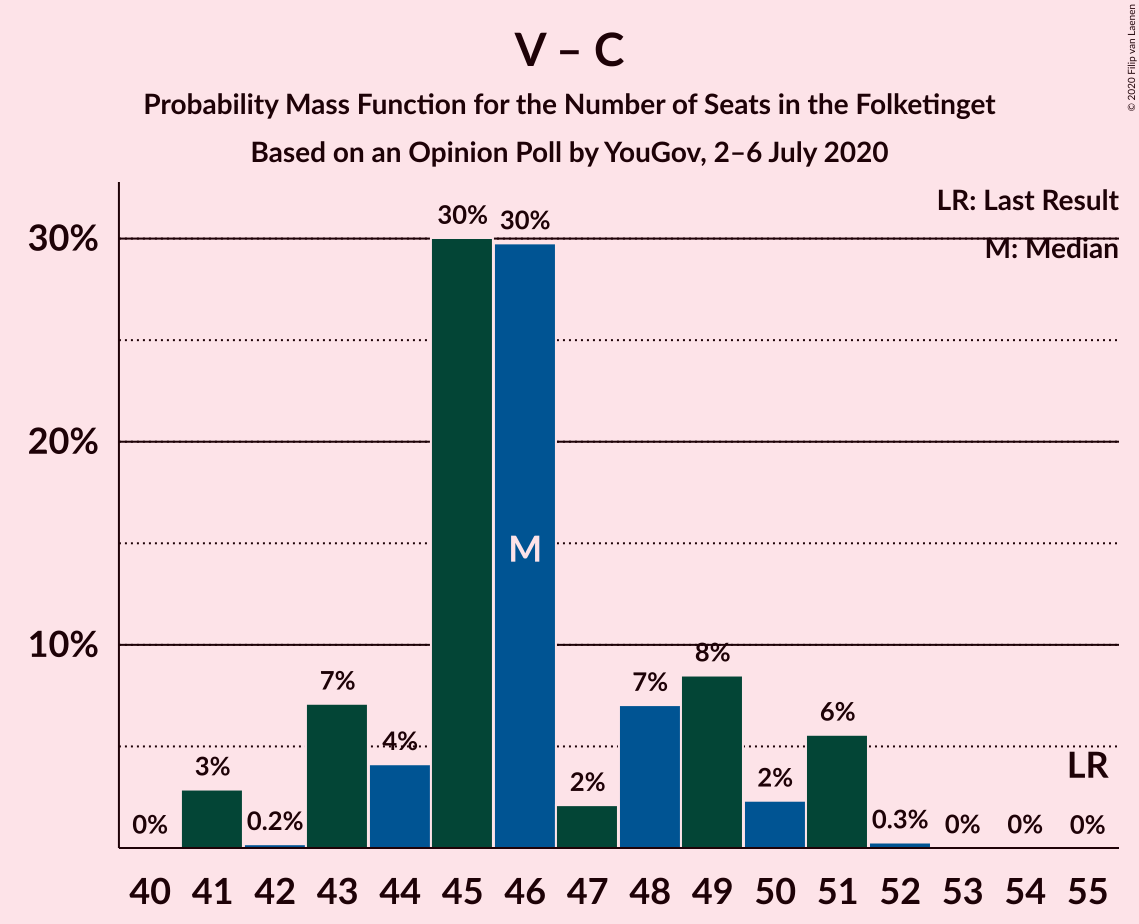 V – C
Probability Mass Function for the Number of Seats in the Folketinget
Based on an Opinion Poll by YouGov, 2–6 July 2020
© 2020 Filip van Laenen
LR: Last Result
M: Median
30%
20%
10%
0%
3%
0.2%
7%
4%
30%
30%
2%
7%
8%
2%
6%
0.3%
0%
0%
0%
M
LR
40 41 42 43 44 45 46 47 48 49 50 51 52 53 54 55